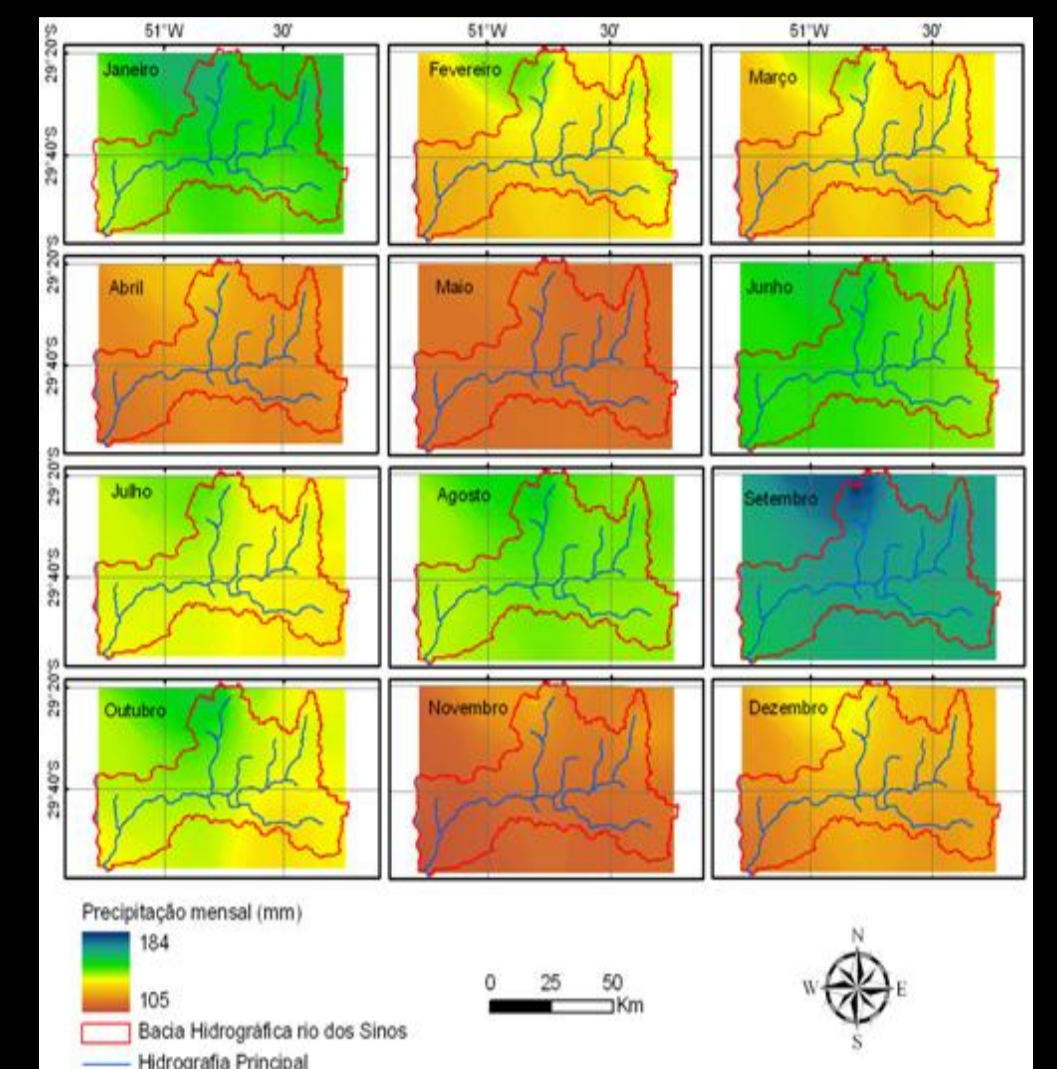 51°W 30' 51°W 30' 51°W 30'
29°20'S
Janeiro Fevereiro Março
29°40'S
29°20'S
Abril Maio Junho
29°40'S
29°20'S
Julho Agosto Setembro
29°40'S
29°20'S
Outubro Novembro Dezembro
29°40'S
Precipitação mensal (mm)
184
105
Bacia Hidrográfica rio dos Sinos
Hidrografia Principal
0 25 50
Km
N
W E
S